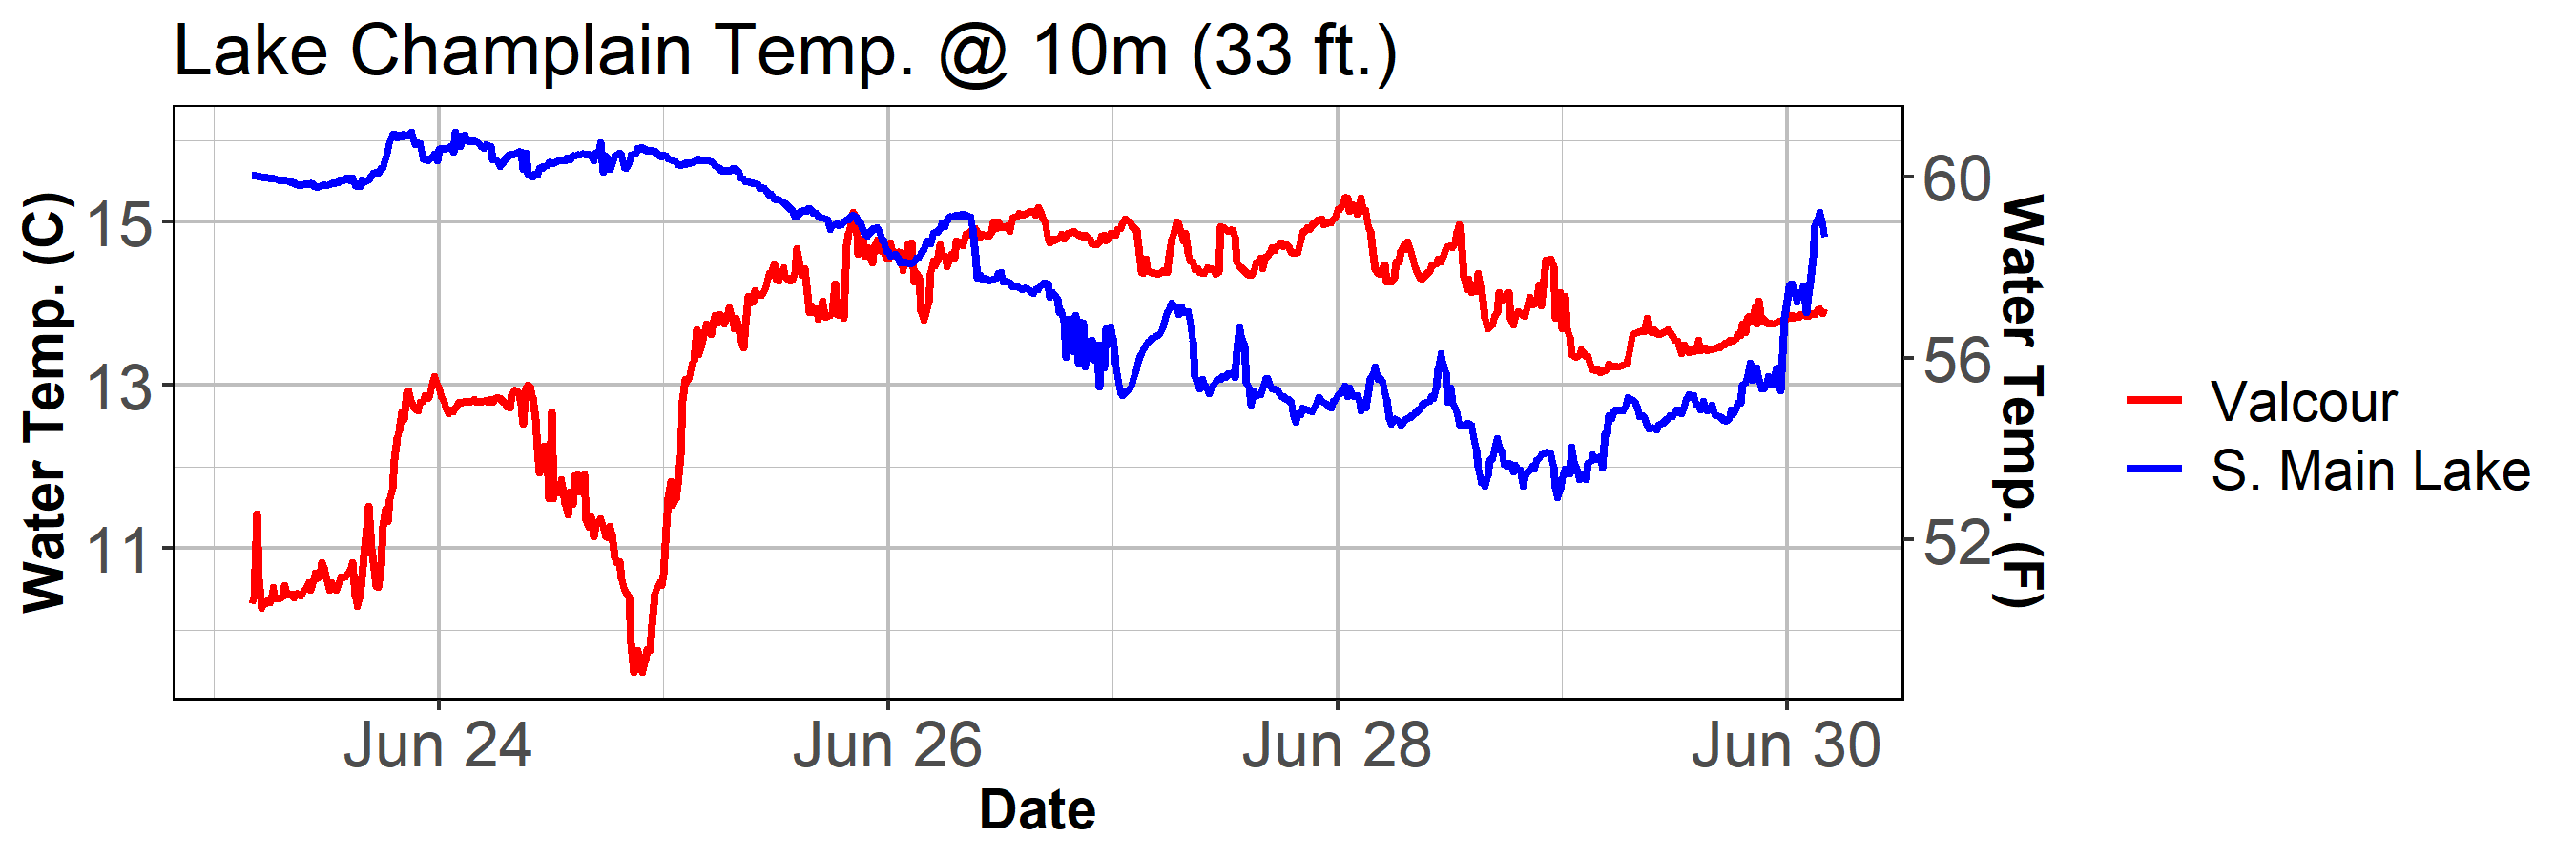 Lake Champlain Temp. @ 10m (33 ft.)
Water Temp. (C)
15
13
11
60
56
52
Water Temp. (F)
Jun 24
Jun 26
Jun 28
Jun 30
Date
Valcour
S. Main Lake